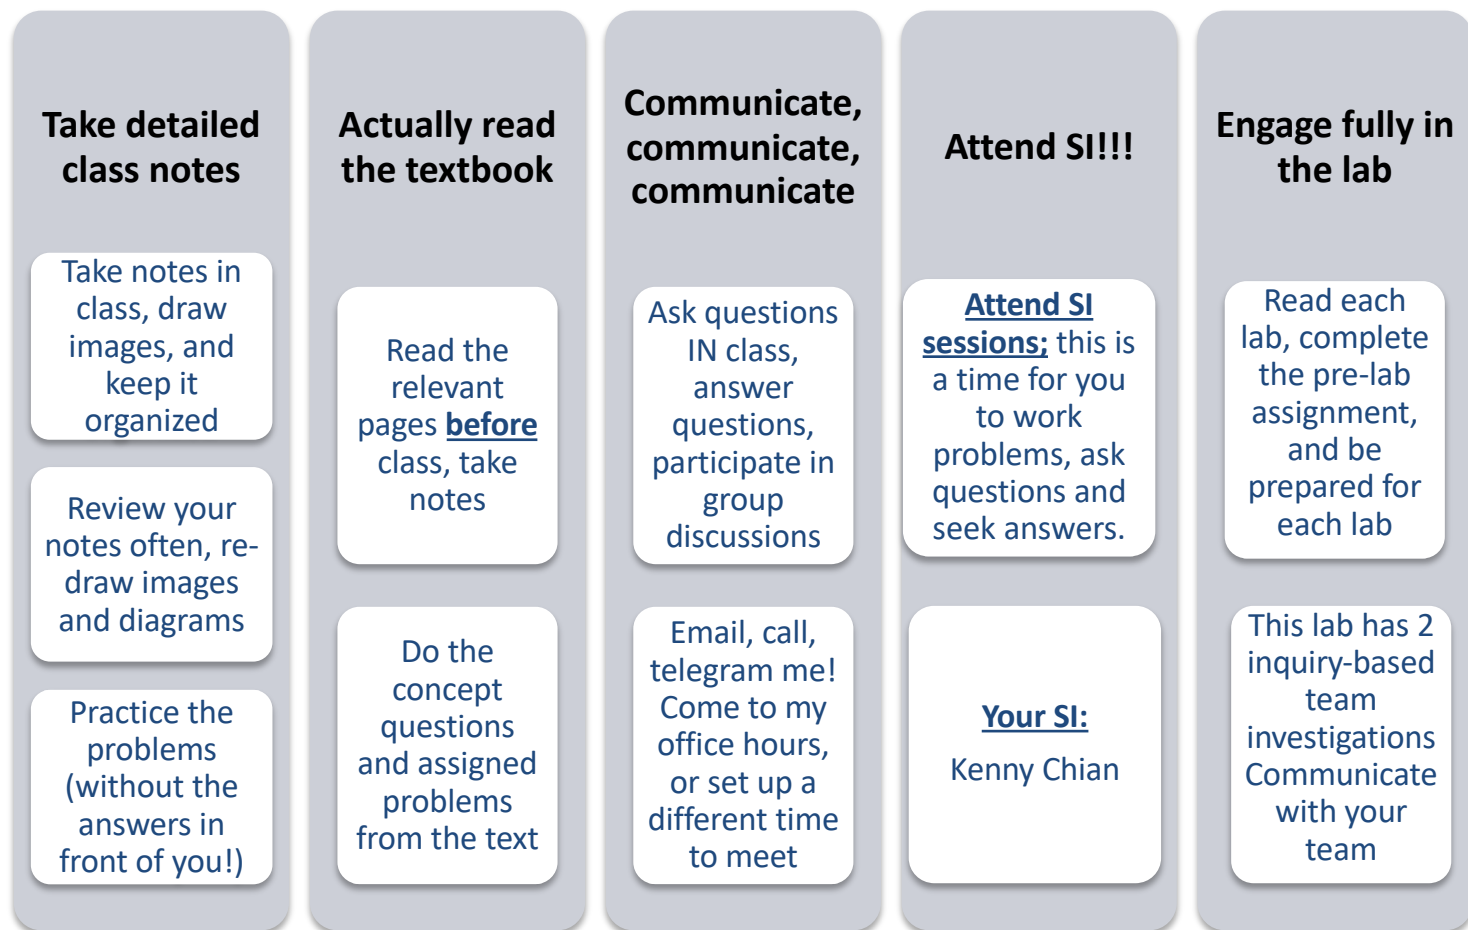 Take detailed
class notes
Take notes in
class, draw
images, and
keep it
organized
Review your
notes often, re-
draw images
and diagrams
Practice the
problems
(without the
answers in
front of you!)
Actually read
the textbook
Read the
relevant
pages before
class, take
notes
Do the
concept
questions
and assigned
problems
from the text
Communicate,
communicate,
communicate
Ask questions
IN class,
answer
questions,
participate in
group
discussions
Email, call,
telegram me!
Come to my
office hours,
or set up a
different time
to meet
Attend SI!!!
Attend SI
sessions; this is
a time for you
to work
problems, ask
questions and
seek answers.
Your SI:
Kenny Chian
Engage fully in
the lab
Read each
lab, complete
the pre-lab
assignment,
and be
prepared for
each lab
This lab has 2
inquiry-based
team
investigations
Communicate
with your
team